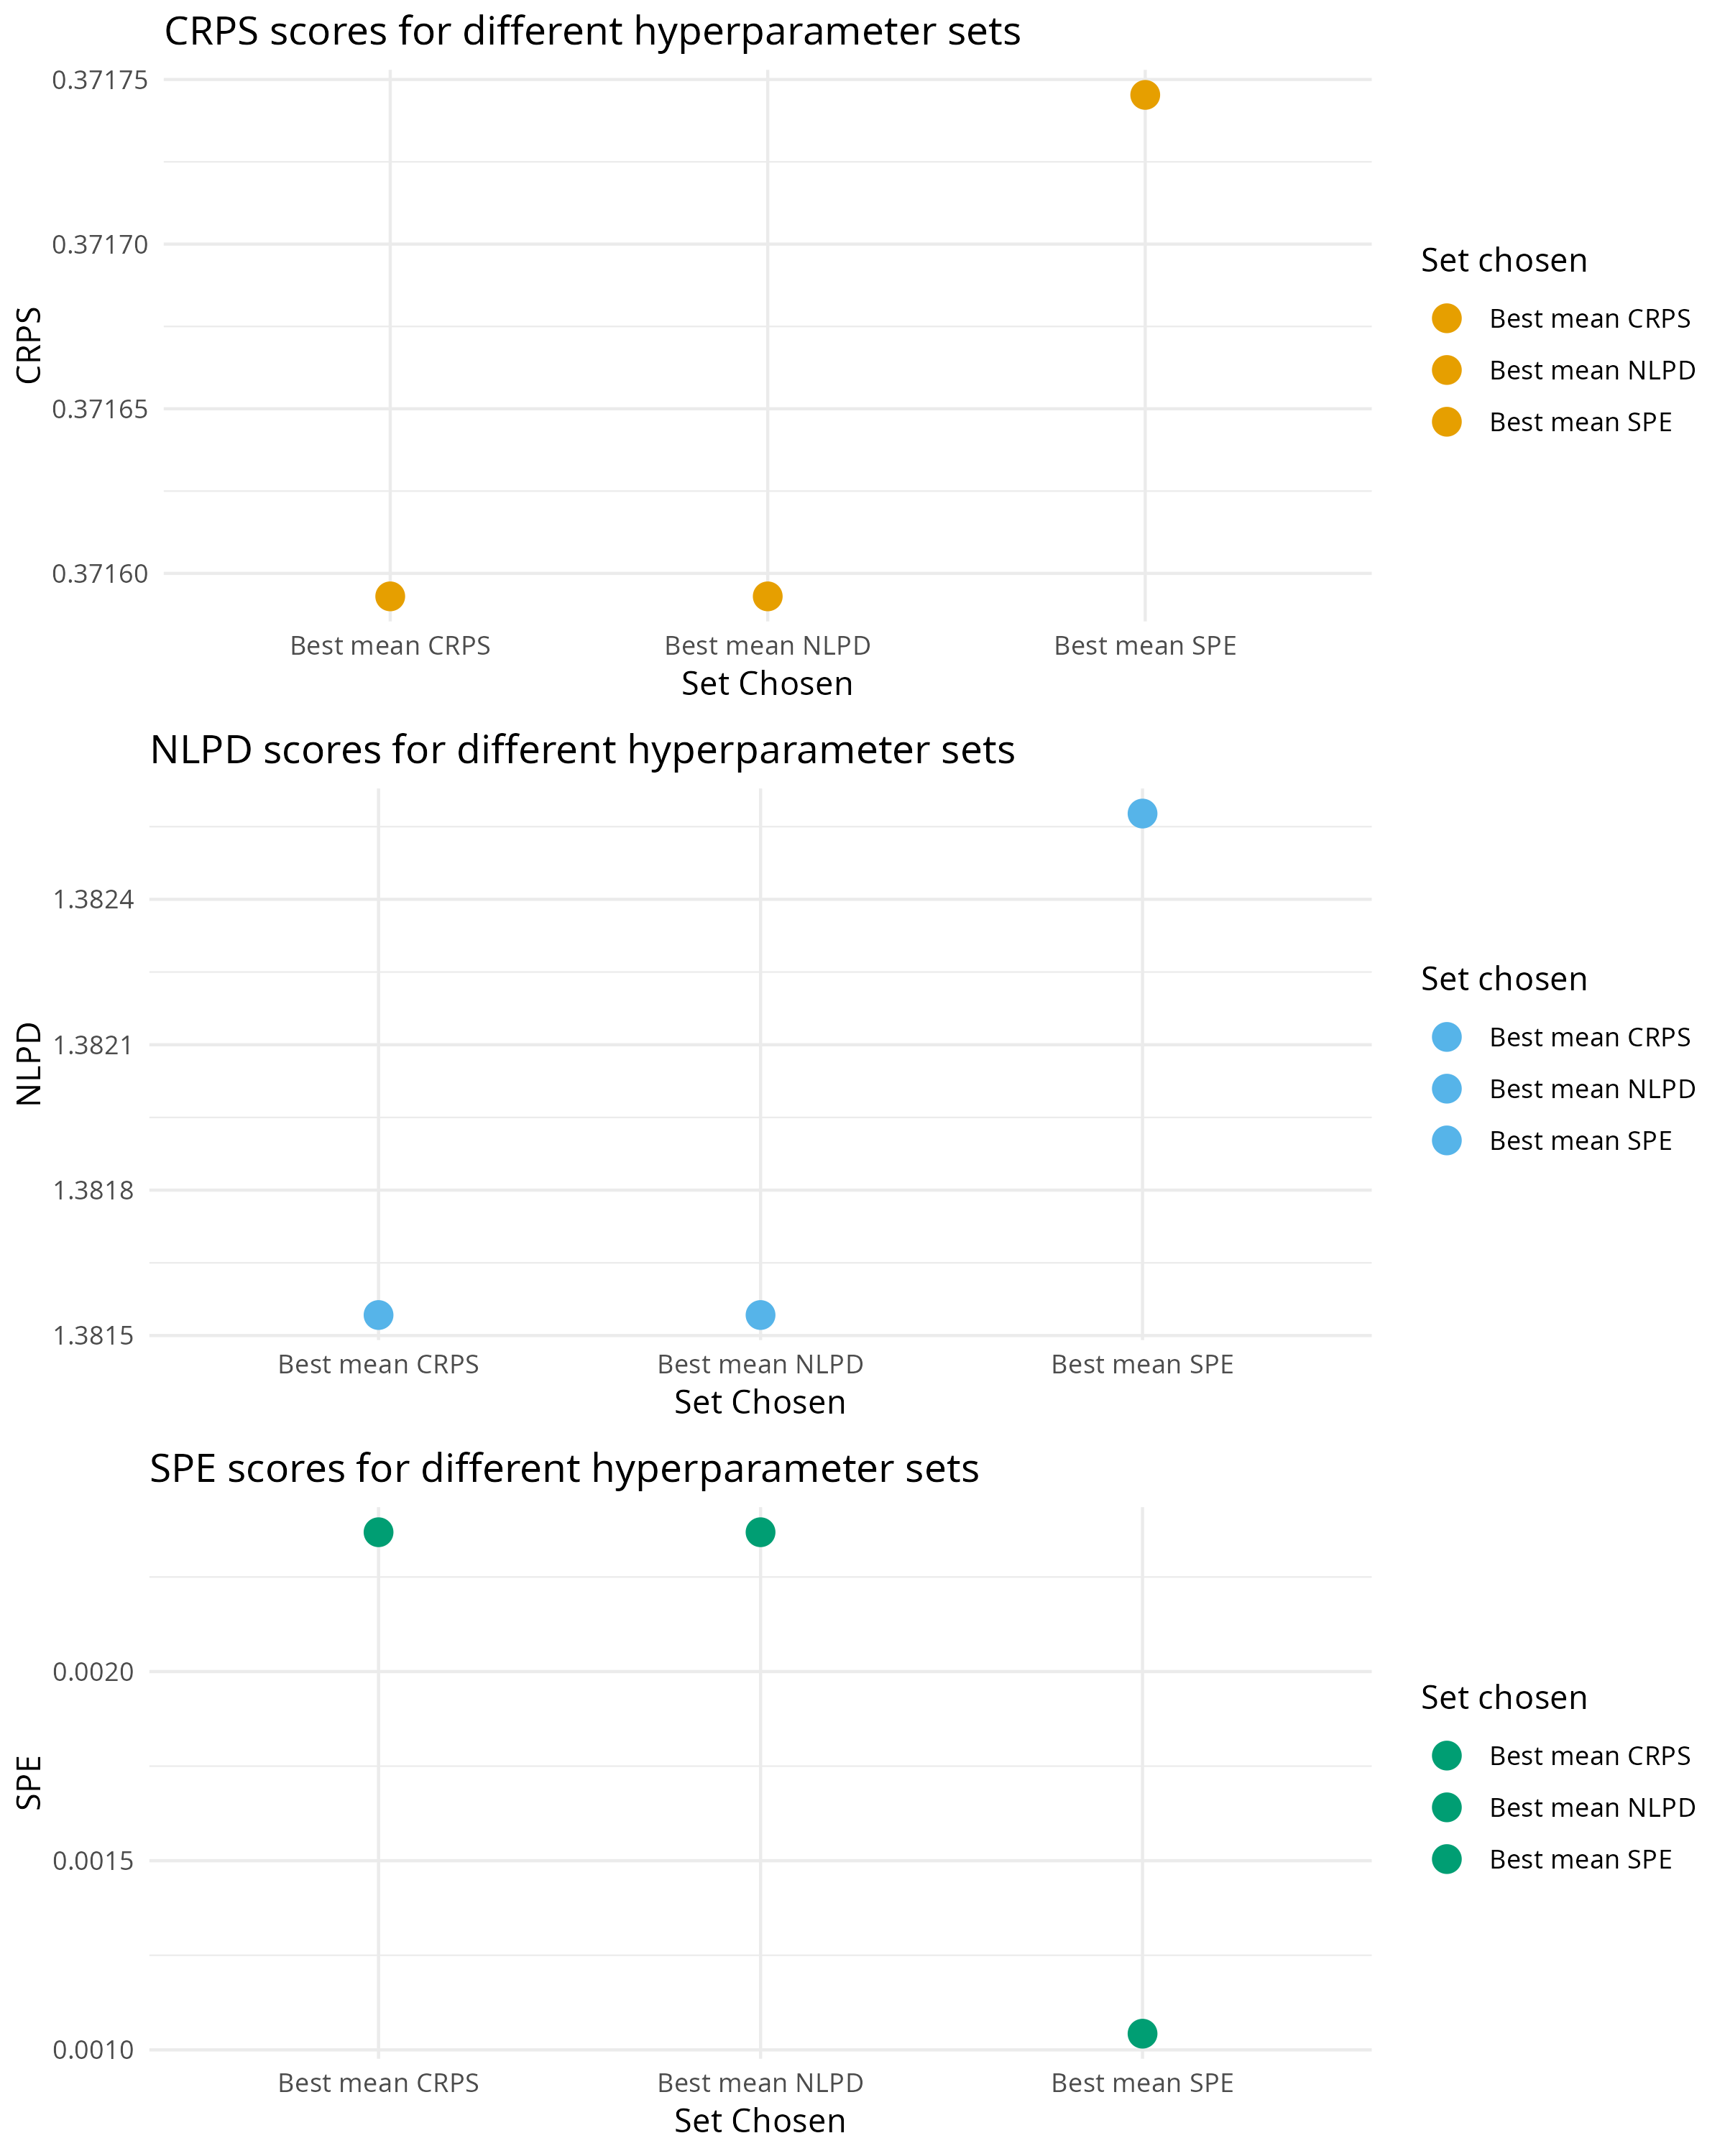 CRPS scores for different hyperparameter sets
0.37175
0.37170
0.37165
0.37160
CRPS
Best mean CRPS
Best mean NLPD
Best mean SPE
Set Chosen
Set chosen
Best mean CRPS
Best mean NLPD
Best mean SPE
NLPD scores for different hyperparameter sets
1.3824
1.3821
1.3818
1.3815
NLPD
Best mean CRPS
Best mean NLPD
Best mean SPE
Set Chosen
Set chosen
Best mean CRPS
Best mean NLPD
Best mean SPE
SPE scores for different hyperparameter sets
0.0020
0.0015
0.0010
SPE
Best mean CRPS
Best mean NLPD
Best mean SPE
Set Chosen
Set chosen
Best mean CRPS
Best mean NLPD
Best mean SPE